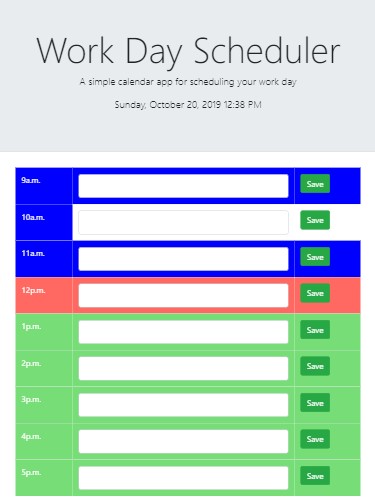 Work Day Scheduler
A simple calendar app for scheduling your work day
Sunday, October 20, 2019 12:38 PM
9a.m. Save
10a.m. Save
11a.m. Save
12p.m. Save
1p.m. Save
2p.m. Save
3p.m. Save
4p.m. Save
5p.m. Save